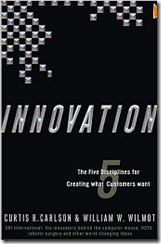 INNOVATION
The Five Disciplines for
5
Creating what Customers want
CURTIS R. CARLSON & WILLIAM W. WILMOT
SRI International, the innovators behind the computer mouse, HDTV,
robotic surgery and other world changing ideas